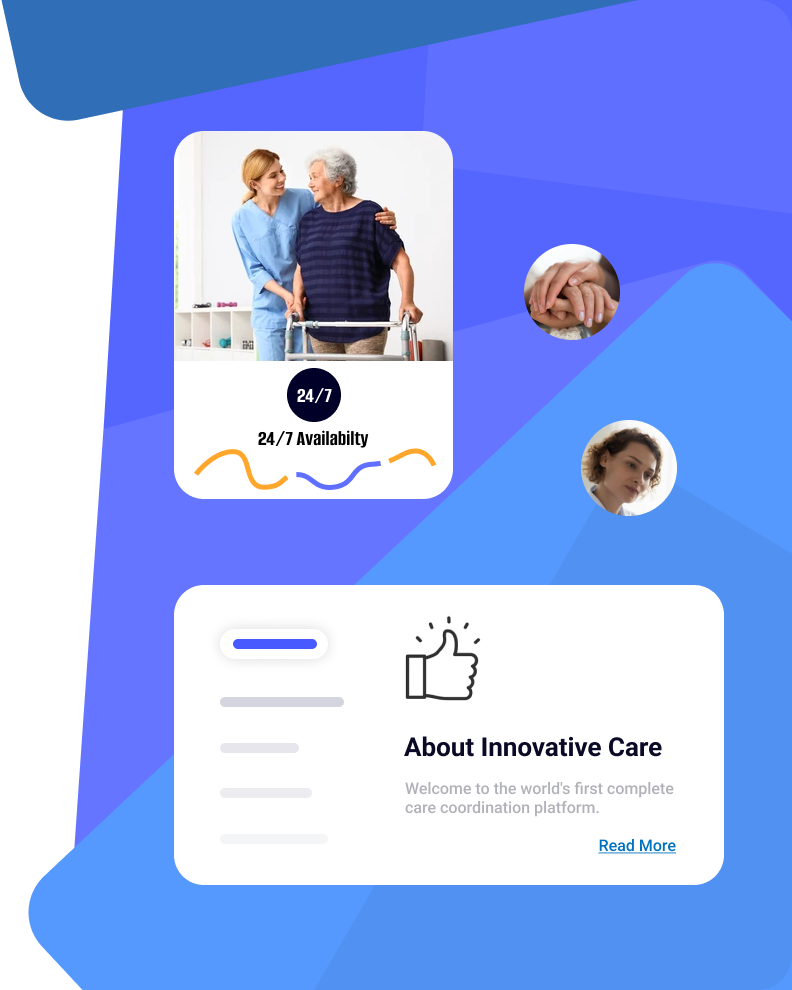 24/7
24/7 Availabilty
About Innovative Care
Welcome to the world's first complete
care coordination platform.
Read More